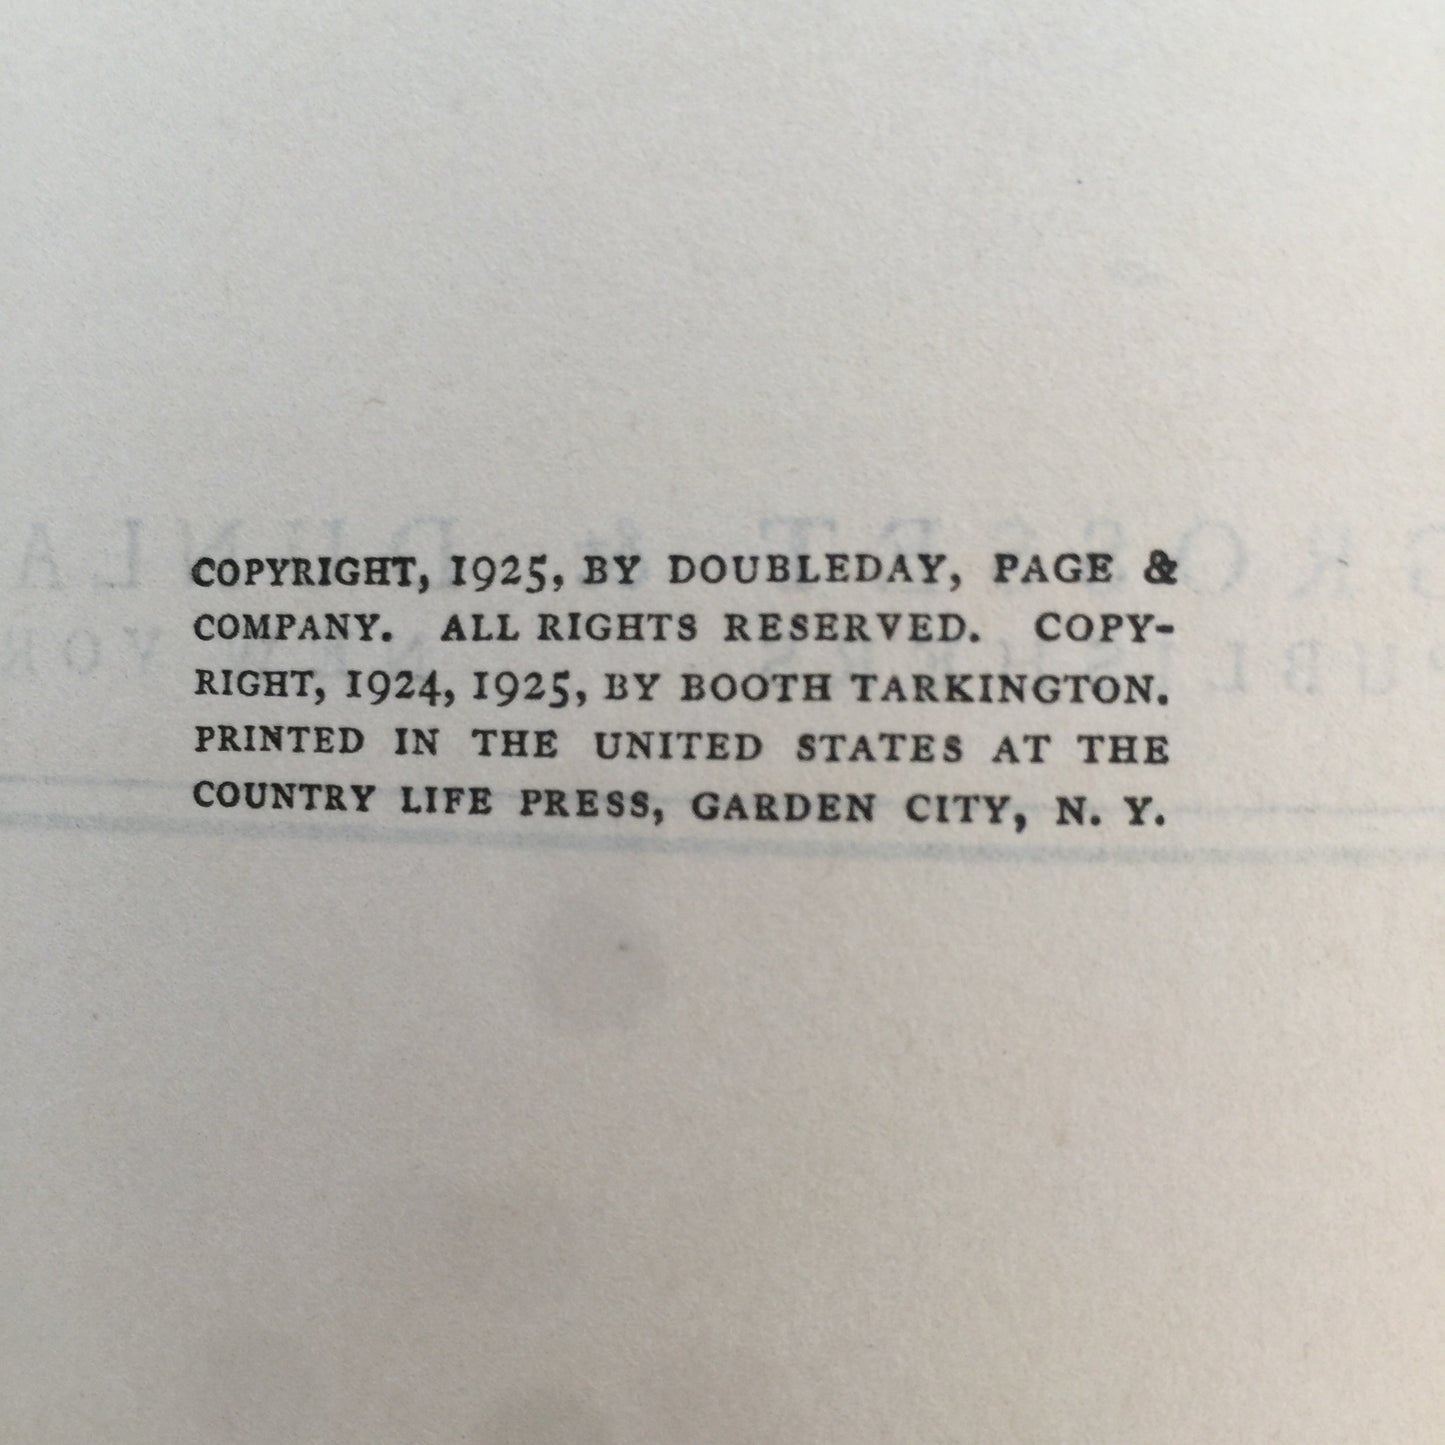 COPYRIGHT, 1925, BY DOUBLEDAY, PAGE &
COMPANY. ALL RIGHTS RESERVED. COPY-
RIGHT, 1924, 1925, BY BOOTH TARKINGTON.
PRINTED IN THE UNITED STATES AT THE
COUNTRY LIFE PRESS, GARDEN CITY, N. Y.